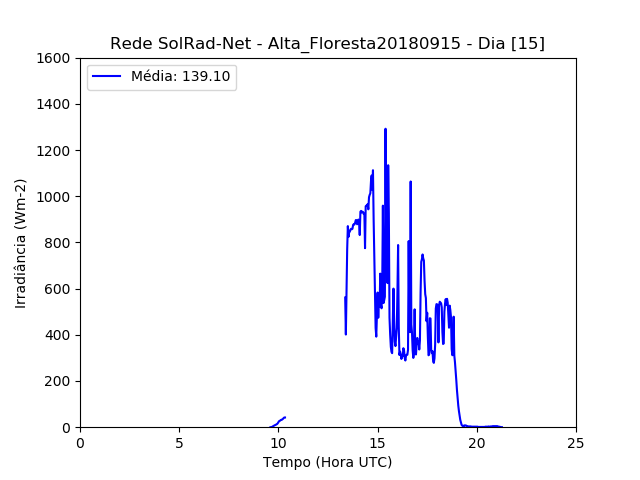 Rede SolRad-Net - Alta_Floresta20180915 - Dia [15]
Média: 139.10
Irradiância (Wm-2)
1600
1400
1200
1000
800
600
400
200
0
0 5 10 15 20 25
Tempo (Hora UTC)